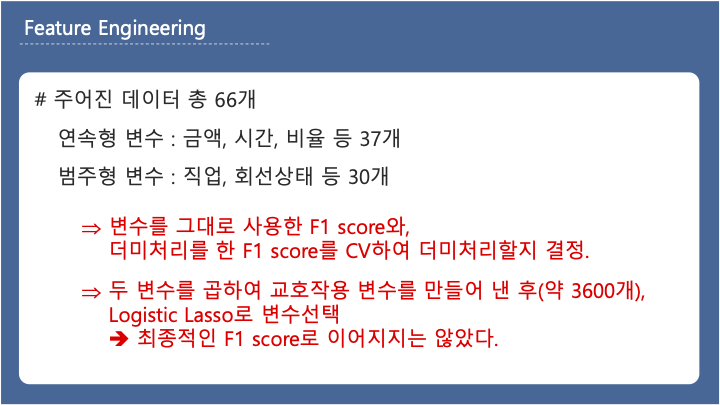 Feature Engineering
# 주어진 데이터 총 66개
연속형 변수 : 금액, 시간, 비율 등 37개
범주형 변수 : 직업, 회선상태 등 30개
⇒ 변수를 그대로 사용한 F1 score와,
더미처리를 한 F1 score를 CV하여 더미처리할지 결정.
⇒ 두 변수를 곱하여 교호작용 변수를 만들어 낸 후(약 3600개),
Logistic Lasso로 변수선택
➔ 최종적인 F1 score로 이어지지는 않았다.